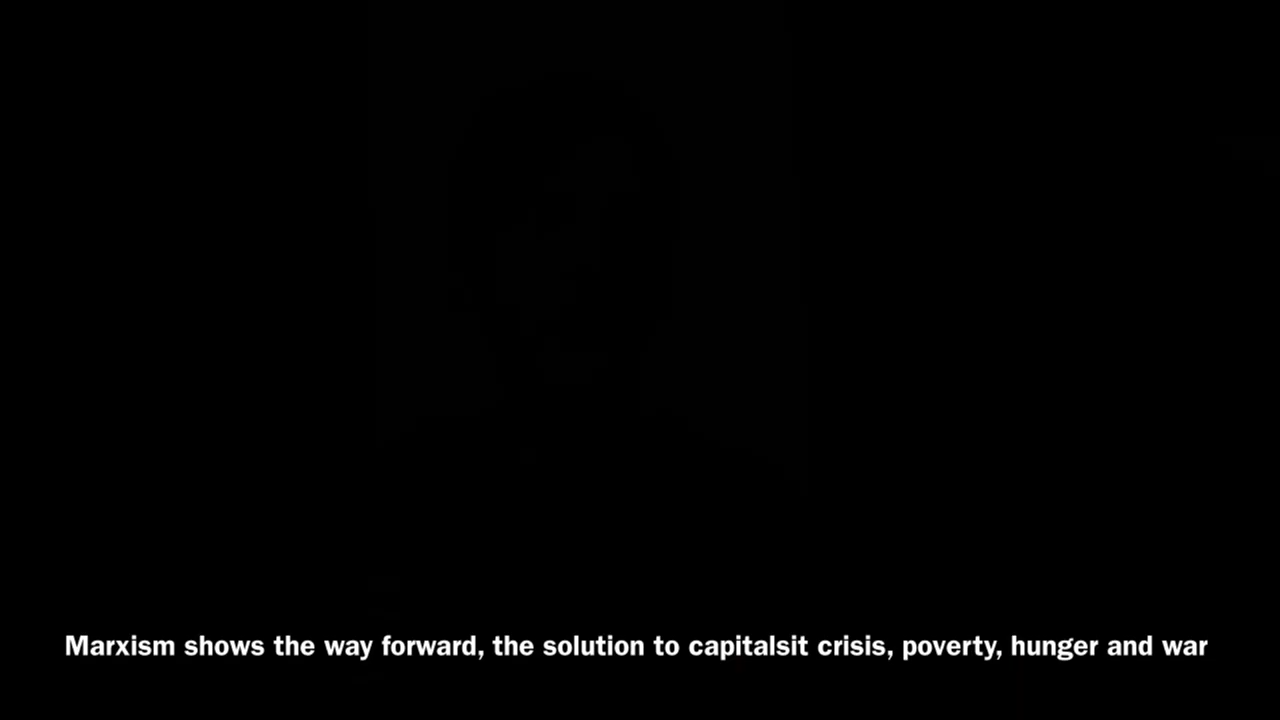 Marxism shows the way forward, the solution to capitalsit crisis, poverty, hunger and war